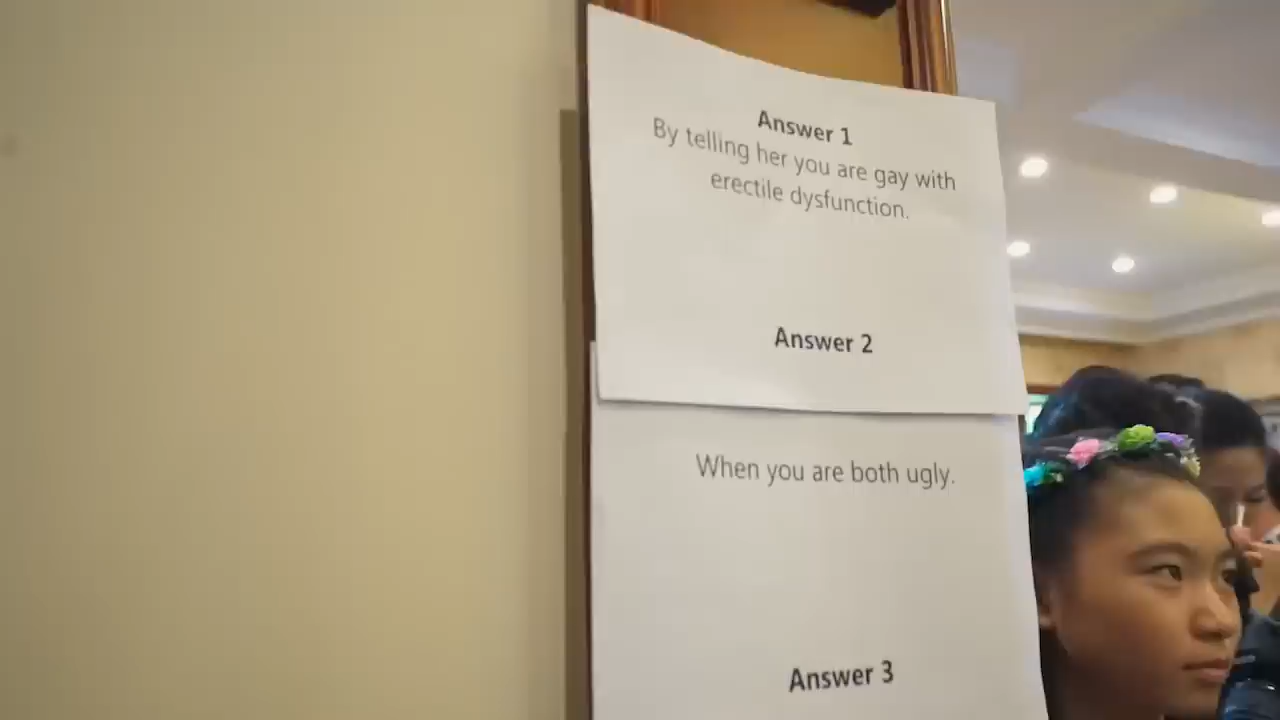 Answer 1
By telling her you are gay with
erectile dysfunction.
Answer 2
When you are both ugly.
Answer 3